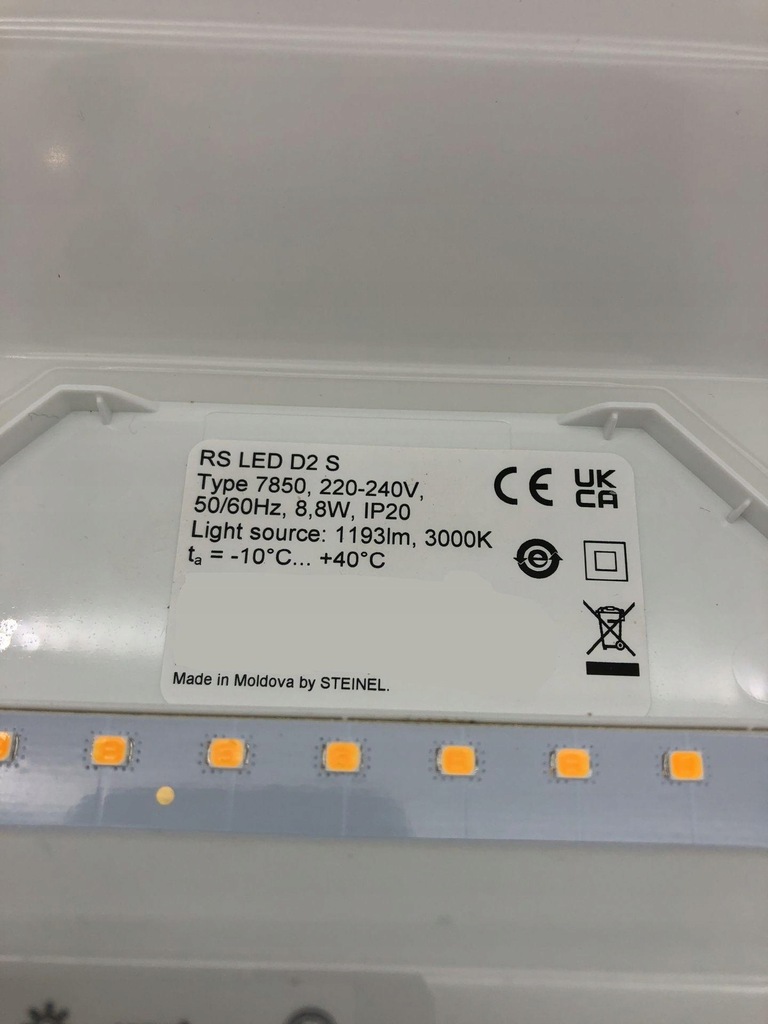 RS LED D2 S
Type 7850, 220-240V,
50/60Hz, 8,8W, IP20
Light source: 1193lm, 3000K
tₐ = -10°C... +40°C
CE
UK
CA
e
Made in Moldova by STEINEL.